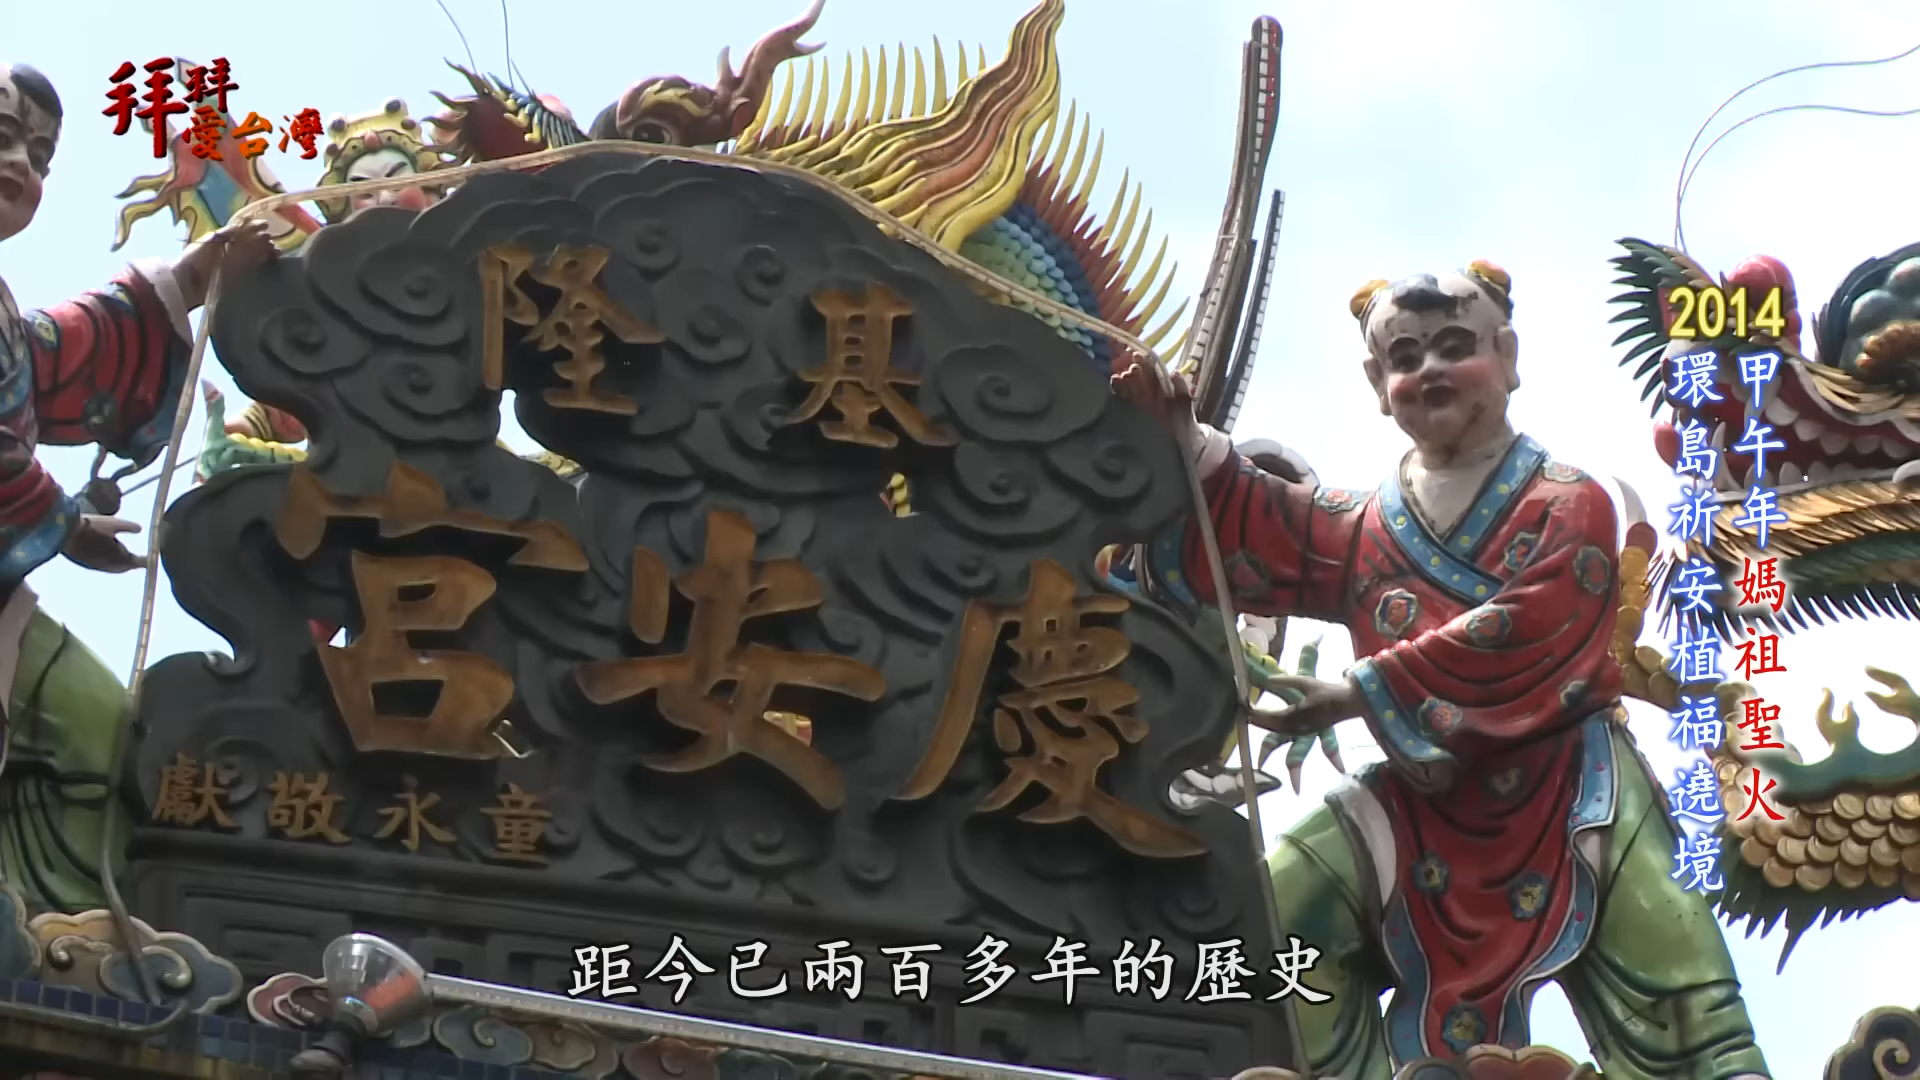 拜拜
愛台灣
基隆
慶安宮
童永敬獻
2014
甲午年媽祖聖火
環島祈安植福遶境
距今已兩百多年的歷史